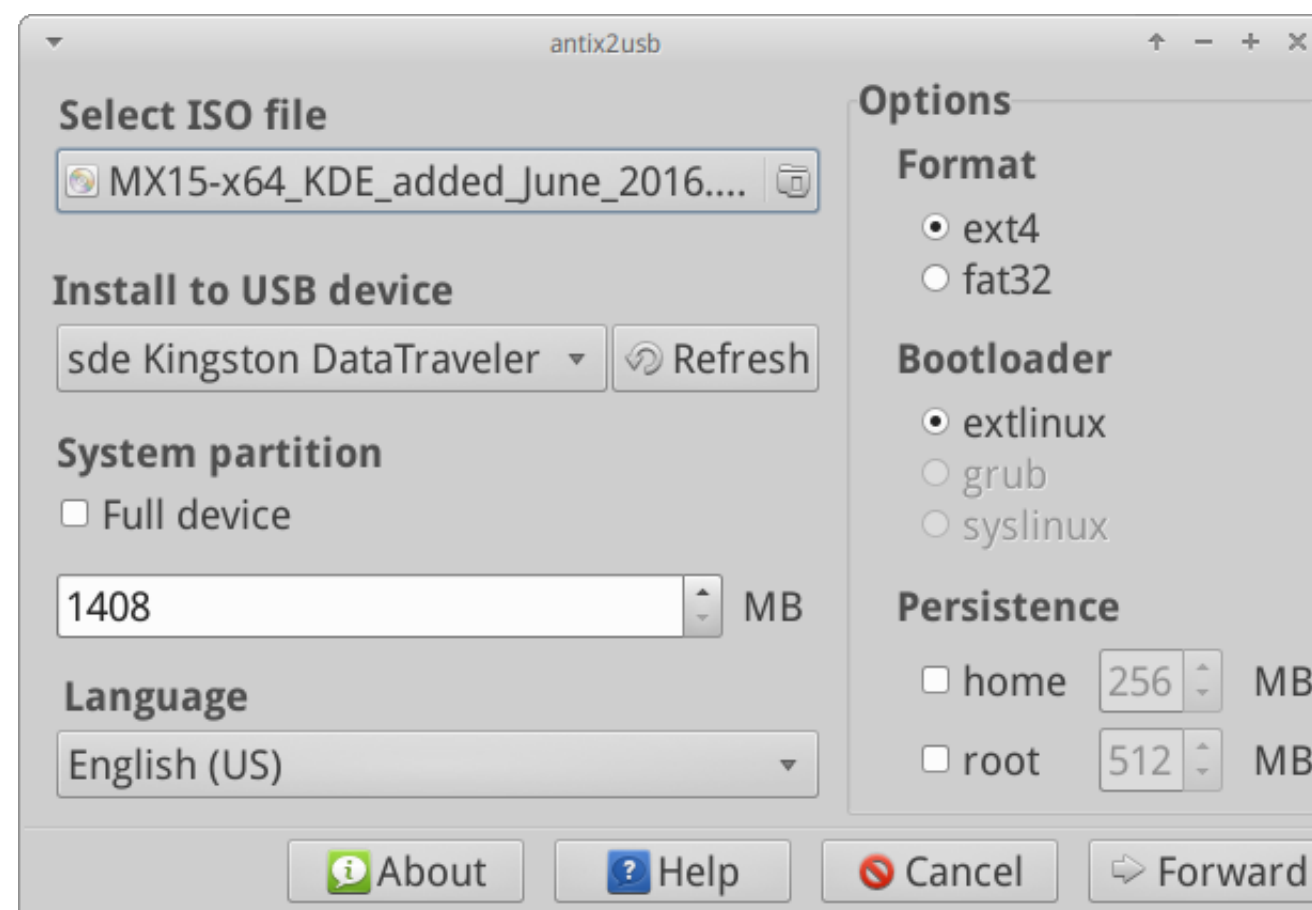 antix2usb
Select ISO file
MX15-x64_KDE_added_June_2016....
Install to USB device
sde Kingston DataTraveler
Refresh
System partition
Full device
1408 MB
Language
English (US)
Options
Format
ext4
fat32
Bootloader
extlinux
grub
syslinux
Persistence
home 256 MB
root 512 MB
About
Help
Cancel
Forward